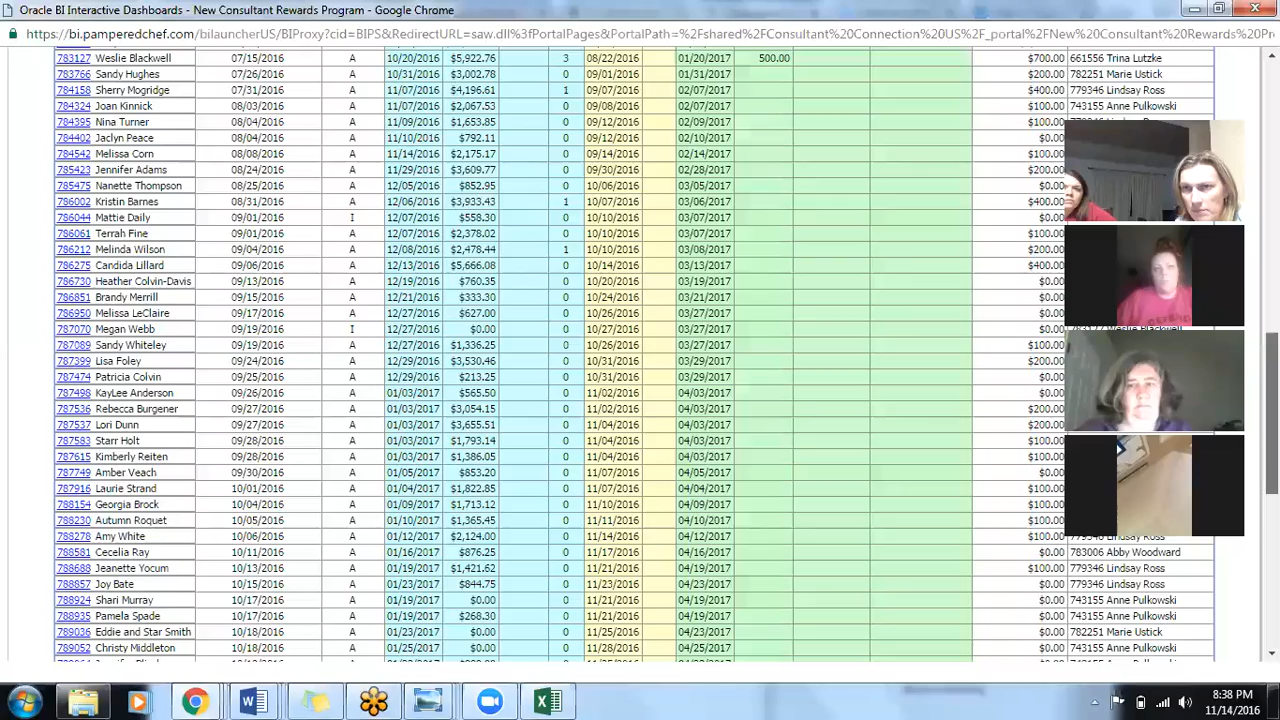 Oracle BI Interactive Dashboards - New Consultant Rewards Program - Google Chrome
https://bi.pamperedchef.com/bilauncherUS/BIProxy?cid=BIPS&RedirectURL=saw.dll%3fPortalPages&PortalPath=%2Fshared%2FConsultant%20Connection%20US%2F_portal%2FNew%20Consultant%20Rewards%20Pr
783127 Weslie Blackwell 07/15/2016 A 10/20/2016 $5,922.76 3 08/22/2016 01/20/2017 500.00 $700.00 661556 Trina Lutzke
783766 Sandy Hughes 07/26/2016 A 10/31/2016 $3,002.78 0 09/01/2016 01/31/2017 $200.00 782251 Marie Ustick
784158 Sherry Mogridge 07/31/2016 A 11/07/2016 $4,196.61 1 09/07/2016 02/07/2017 $400.00 779346 Lindsay Ross
784324 Joan Kinnick 08/03/2016 A 11/07/2016 $2,067.53 0 09/08/2016 02/07/2017 $100.00 743155 Anne Pulkowski
784395 Nina Turner 08/04/2016 A 11/09/2016 $1,653.85 0 09/12/2016 02/09/2017 $100.00 779346 Lindsay Ross
784402 Jaclyn Peace 08/04/2016 A 11/10/2016 $792.11 0 09/12/2016 02/10/2017 $0.00
784542 Melissa Corn 08/08/2016 A 11/14/2016 $2,175.17 0 09/14/2016 02/14/2017 $100.00
785423 Jennifer Adams 08/24/2016 A 11/29/2016 $3,609.77 0 09/30/2016 02/28/2017 $200.00
785475 Nanette Thompson 08/25/2016 A 12/05/2016 $852.95 0 10/06/2016 03/05/2017 $0.00
786002 Kristin Barnes 08/31/2016 A 12/06/2016 $3,933.43 1 10/07/2016 03/06/2017 $400.00
786044 Mattie Daily 09/01/2016 I 12/07/2016 $558.30 0 10/10/2016 03/07/2017 $0.00
786061 Terrah Fine 09/01/2016 A 12/07/2016 $2,378.02 0 10/10/2016 03/07/2017 $100.00
786212 Melinda Wilson 09/04/2016 A 12/08/2016 $2,478.44 1 10/10/2016 03/08/2017 $200.00
786275 Candida Lillard 09/06/2016 A 12/13/2016 $5,666.08 0 10/14/2016 03/13/2017 $400.00
786730 Heather Colvin-Davis 09/13/2016 A 12/19/2016 $760.35 0 10/20/2016 03/19/2017 $0.00
786851 Brandy Merrill 09/15/2016 A 12/21/2016 $333.30 0 10/24/2016 03/21/2017 $0.00
786950 Melissa LeClaire 09/17/2016 A 12/27/2016 $627.00 0 10/26/2016 03/27/2017 $0.00
787070 Megan Webb 09/19/2016 I 12/27/2016 $0.00 0 10/27/2016 03/27/2017 $0.00 783127 Weslie Blackwell
787089 Sandy Whiteley 09/19/2016 A 12/27/2016 $1,336.25 0 10/26/2016 03/27/2017 $100.00
787399 Lisa Foley 09/24/2016 A 12/29/2016 $3,530.46 0 10/31/2016 03/29/2017 $200.00
787474 Patricia Colvin 09/25/2016 A 12/29/2016 $213.25 0 10/31/2016 03/29/2017 $0.00
787498 KayLee Anderson 09/26/2016 A 01/03/2017 $565.50 0 11/02/2016 04/03/2017 $0.00
787536 Rebecca Burgener 09/27/2016 A 01/03/2017 $3,054.15 0 11/02/2016 04/03/2017 $200.00
787537 Lori Dunn 09/27/2016 A 01/03/2017 $3,655.51 0 11/04/2016 04/03/2017 $200.00
787583 Starr Holt 09/28/2016 A 01/03/2017 $1,793.14 0 11/04/2016 04/03/2017 $100.00
787615 Kimberly Reiten 09/28/2016 A 01/03/2017 $1,386.05 0 11/04/2016 04/03/2017 $100.00
787749 Amber Veach 09/30/2016 A 01/05/2017 $853.20 0 11/07/2016 04/05/2017 $0.00
787916 Laurie Strand 10/01/2016 A 01/04/2017 $1,822.85 0 11/07/2016 04/04/2017 $100.00
788154 Georgia Brock 10/04/2016 A 01/09/2017 $1,713.12 0 11/10/2016 04/09/2017 $100.00
788230 Autumn Roquet 10/05/2016 A 01/10/2017 $1,365.45 0 11/11/2016 04/10/2017 $100.00
788278 Amy White 10/06/2016 A 01/12/2017 $2,124.00 0 11/14/2016 04/12/2017 $100.00 779346 Lindsay Ross
788581 Cecelia Ray 10/11/2016 A 01/16/2017 $876.25 0 11/17/2016 04/16/2017 $0.00 783006 Abby Woodward
788688 Jeanette Yocum 10/13/2016 A 01/19/2017 $1,421.62 0 11/18/2016 04/19/2017 $100.00 779346 Lindsay Ross
788857 Joy Bate 10/15/2016 A 01/23/2017 $844.75 0 11/23/2016 04/23/2017 $0.00 779346 Lindsay Ross
788924 Shari Murray 10/17/2016 A 01/19/2017 $0.00 0 11/21/2016 04/19/2017 $0.00 743155 Anne Pulkowski
788935 Pamela Spade 10/17/2016 A 01/19/2017 $268.30 0 11/21/2016 04/19/2017 $0.00 743155 Anne Pulkowski
789036 Eddie and Star Smith 10/18/2016 A 01/23/2017 $0.00 0 11/25/2016 04/23/2017 $0.00 782251 Marie Ustick
789052 Christy Middleton 10/18/2016 A 01/25/2017 $0.00 0 11/28/2016 04/25/2017 $0.00 743155 Anne Pulkowski
8:38 PM
11/14/2016